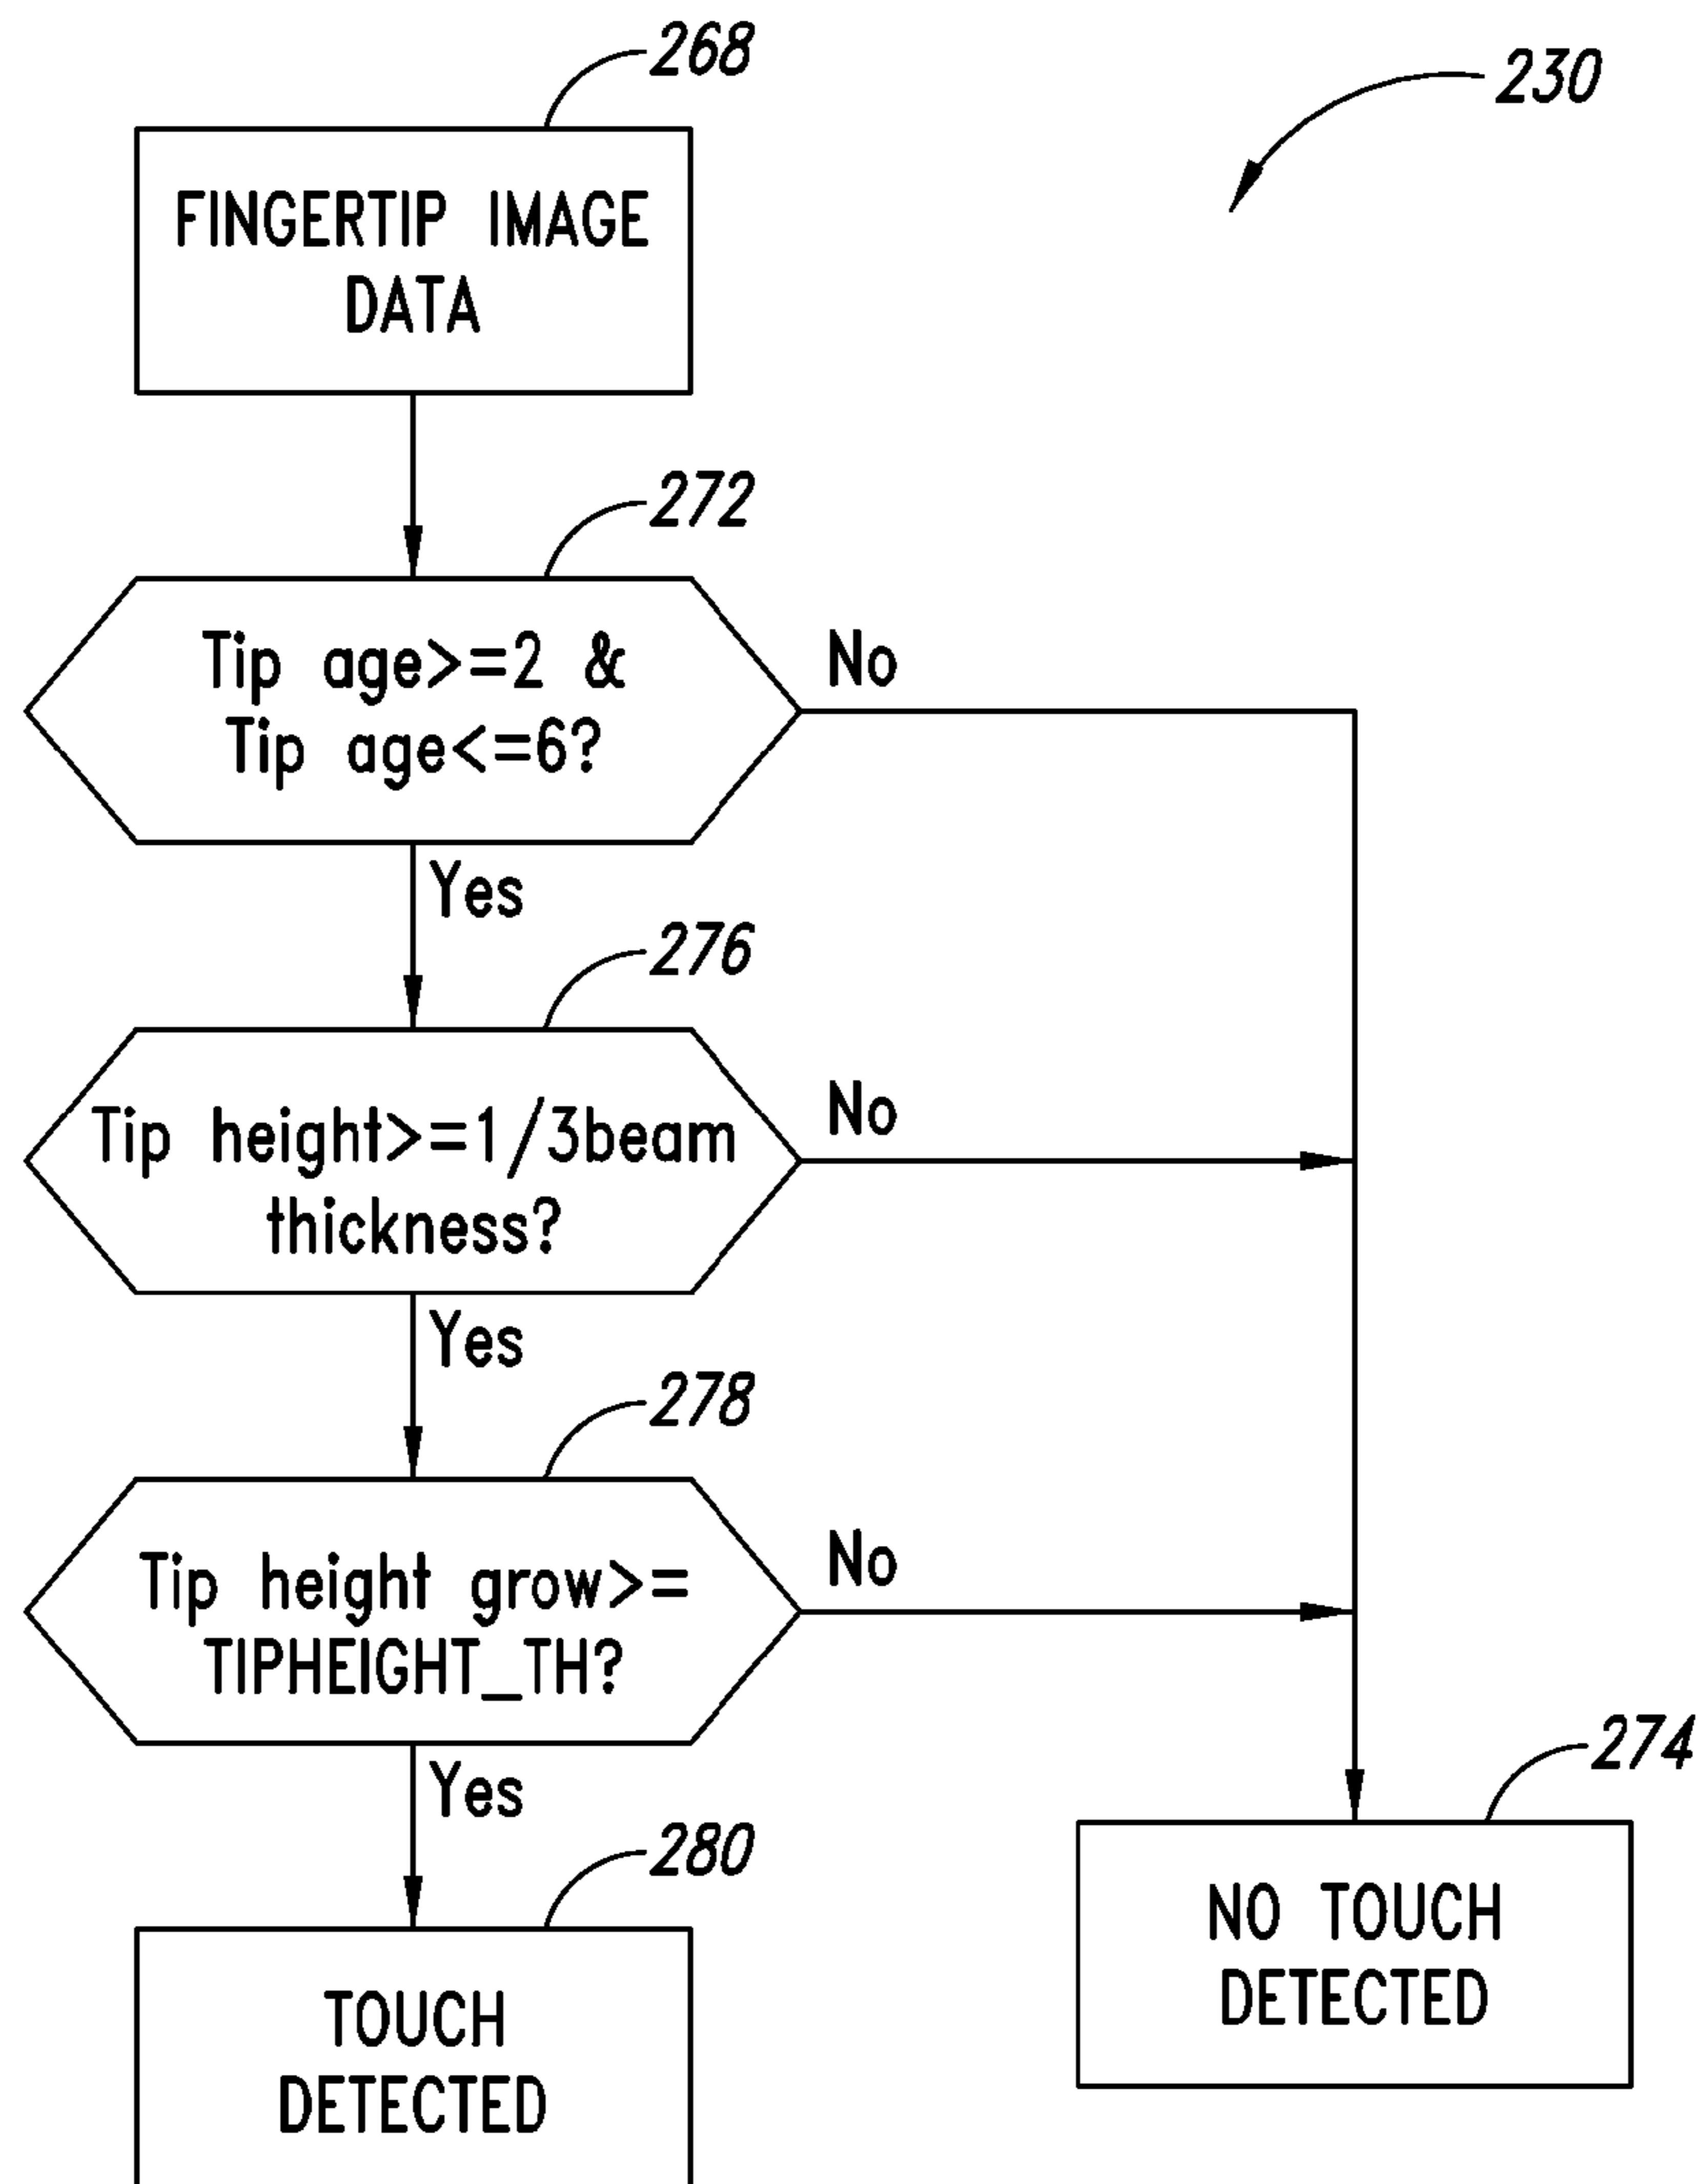 268
230
FINGERTIP IMAGE
DATA
272
Tip age>=2 &
Tip age<=6?
No
Yes
276
Tip height>=1/3beam
thickness?
No
Yes
278
Tip height grow>=
TIPHEIGHT_TH?
No
Yes
274
280
NO TOUCH
DETECTED
TOUCH
DETECTED